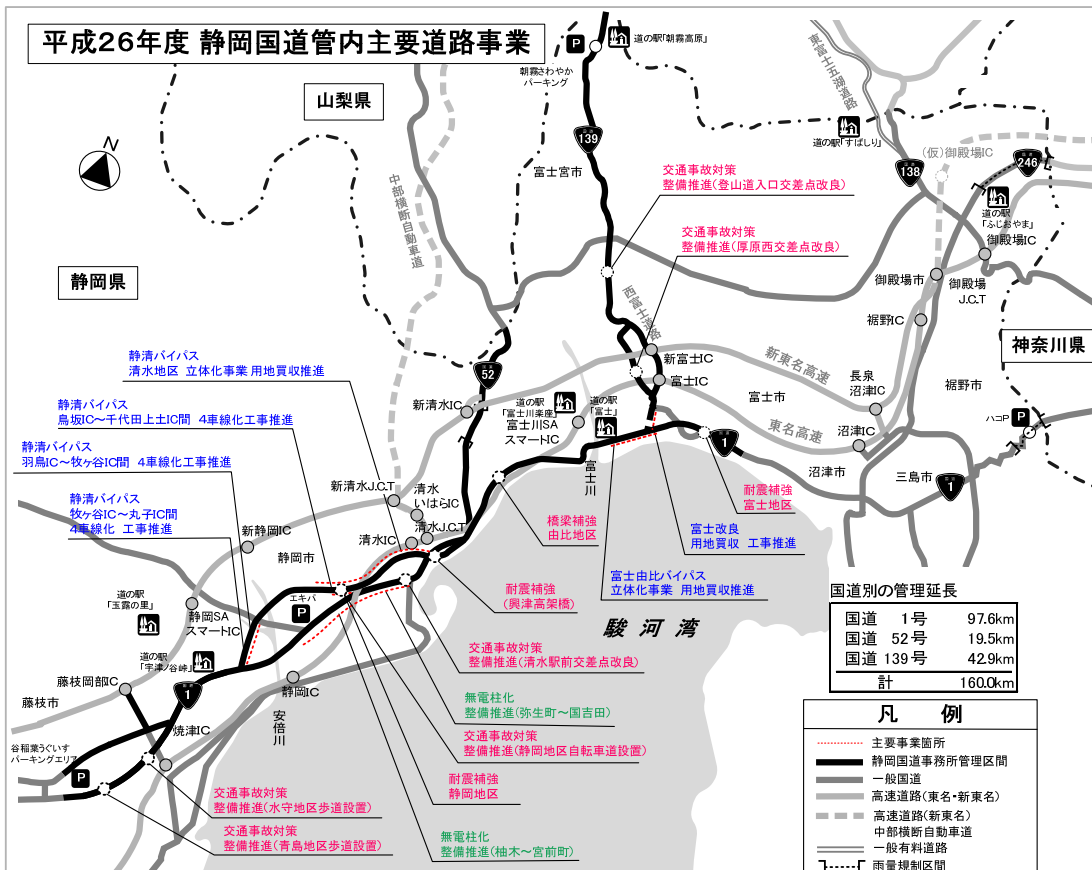 平成26年度 静岡国道管内主要道路事業
山梨県
静岡県
神奈川県
N
P
道の駅「朝霧高原」
朝霧さわやか
パーキング
国道
139
富士宮市
東富士五湖道路
道の駅「すばしり」
国道
138
(仮)御殿場IC
国道
246
道の駅
「ふじおやま」
御殿場IC
御殿場市
御殿場
J.C.T
裾野IC
裾野市
長泉
沼津IC
沼津IC
沼津市
三島市
ハコP
P
国道
1
中部横断自動車道
交通事故対策
整備推進(登山道入口交差点改良)
交通事故対策
整備推進(厚原西交差点改良)
西富士道路
新富士IC
富士IC
富士市
新東名高速
東名高速
国道
1
国道
52
新清水IC
道の駅
「富士川楽座」
富士川SA
スマートIC
道の駅
「富士」
富士川
静清バイパス
清水地区 立体化事業 用地買収推進
静清バイパス
鳥坂IC～千代田上土IC間 4車線化工事推進
静清バイパス
羽鳥IC～牧ヶ谷IC間 4車線化工事推進
静清バイパス
牧ヶ谷IC～丸子IC間
4車線化 工事推進
新清水J.C.T
清水
いはらIC
清水J.C.T
清水IC
新静岡IC
静岡市
エキパ
P
道の駅
「玉露の里」
静岡SA
スマートIC
道の駅
「宇津ノ谷峠」
藤枝岡部IC
藤枝市
国道
1
焼津IC
静岡IC
安倍川
谷稲葉うぐいす
パーキングエリア
P
橋梁補強
由比地区
耐震補強
富士地区
富士改良
用地買収 工事推進
富士由比バイパス
立体化事業 用地買収推進
耐震補強
(興津高架橋)
駿河湾
交通事故対策
整備推進(清水駅前交差点改良)
無電柱化
整備推進(弥生町～国吉田)
交通事故対策
整備推進(静岡地区自転車道設置)
耐震補強
静岡地区
無電柱化
整備推進(柚木～宮前町)
交通事故対策
整備推進(水守地区歩道設置)
交通事故対策
整備推進(青島地区歩道設置)
国道別の管理延長
国道 1号 97.6km
国道 52号 19.5km
国道 139号 42.9km
計 160.0km
凡 例
主要事業箇所
静岡国道事務所管理区間
一般国道
高速道路(東名・新東名)
高速道路(新東名)
中部横断自動車道
一般有料道路
雨量規制区間